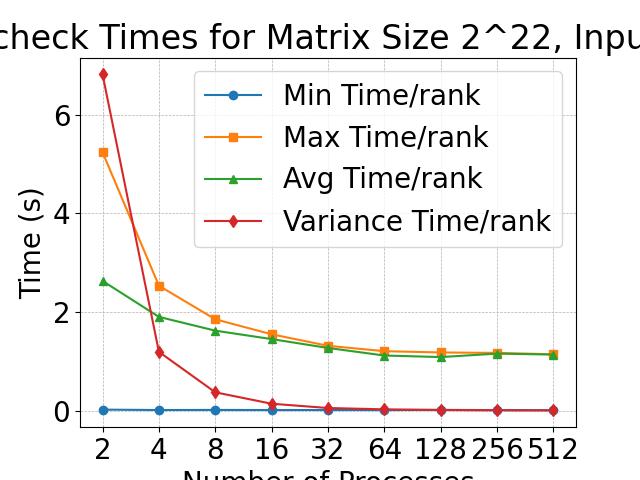 check Times for Matrix Size 2^22, Inpu
Min Time/rank
Max Time/rank
Avg Time/rank
Variance Time/rank
Time (s)
6
4
2
0
2 4 8 16 32 64 128 256 512
Number of Processes